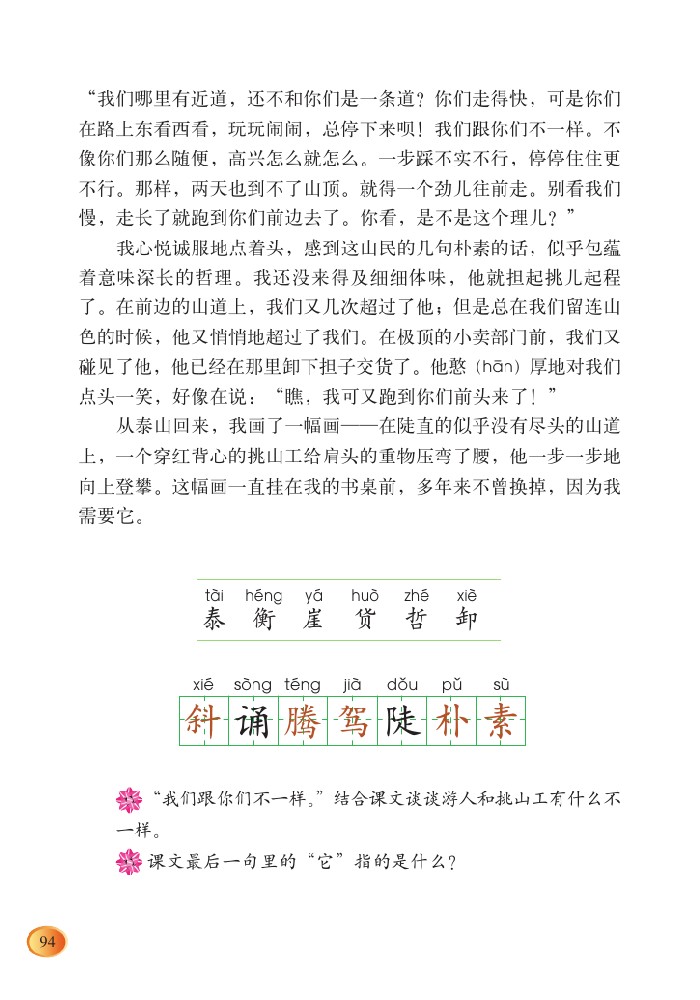 “我们哪里有近道，还不和你们是一条道？你们走得快，可是你们
在路上东看西看，玩玩闹闹，总停下来呗！我们跟你们不一样。不
像你们那么随便，高兴怎么就怎么。一步踩不实不行，停停住住更
不行。那样，两天也到不了山顶。就得一个劲儿往前走。别看我们
慢，走长了就跑到你们前边去了。你看，是不是这个理儿？”
我心悦诚服地点着头，感到这山民的几句朴素的话，似乎包蕴
着意味深长的哲理。我还没来得及细细体味，他就担起挑儿起程
了。在前边的山道上，我们又几次超过了他；但是总在我们留连山
色的时候，他又悄悄地超过了我们。在极顶的小卖部门前，我们又
碰见了他，他已经在那里卸下担子交货了。他憨（hān）厚地对我们
点头一笑，好像在说：“瞧，我可又跑到你们前头来了！”
从泰山回来，我画了一幅画——在陡直的似乎没有尽头的山道
上，一个穿红背心的挑山工给肩头的重物压弯了腰，他一步一步地
向上登攀。这幅画一直挂在我的书桌前，多年来不曾换掉，因为我
需要它。
tài héng yá huò zhé xiè
泰 衡 崖 货 哲 卸
xié sòng téng jià dǒu pǔ sù
斜 诵 腾 驾 陡 朴 素
“我们跟你们不一样。”结合课文谈谈游人和挑山工有什么不
一样。
课文最后一句里的“它”指的是什么？
94